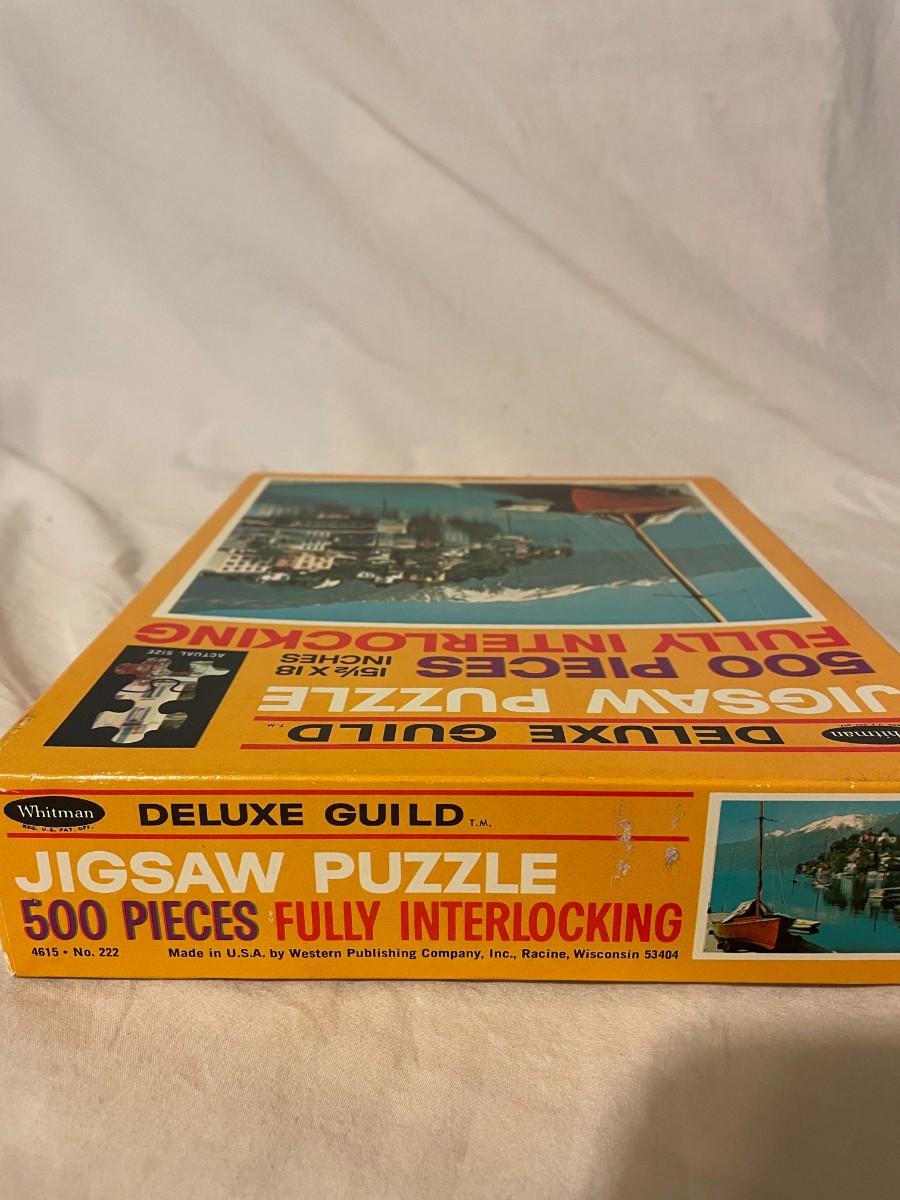 FULLY INTERLOCKING
500 PIECES
15½ X 18
INCHES
ACTUAL SIZE
JIGSAW PUZZLE
DELUXE GUILD T.M.
Whitman
Whitman
REG. U.S. PAT. OFF.
DELUXE GUILD T.M.
JIGSAW PUZZLE
500 PIECES FULLY INTERLOCKING
4615 • No. 222 Made in U.S.A. by Western Publishing Company, Inc., Racine, Wisconsin 53404